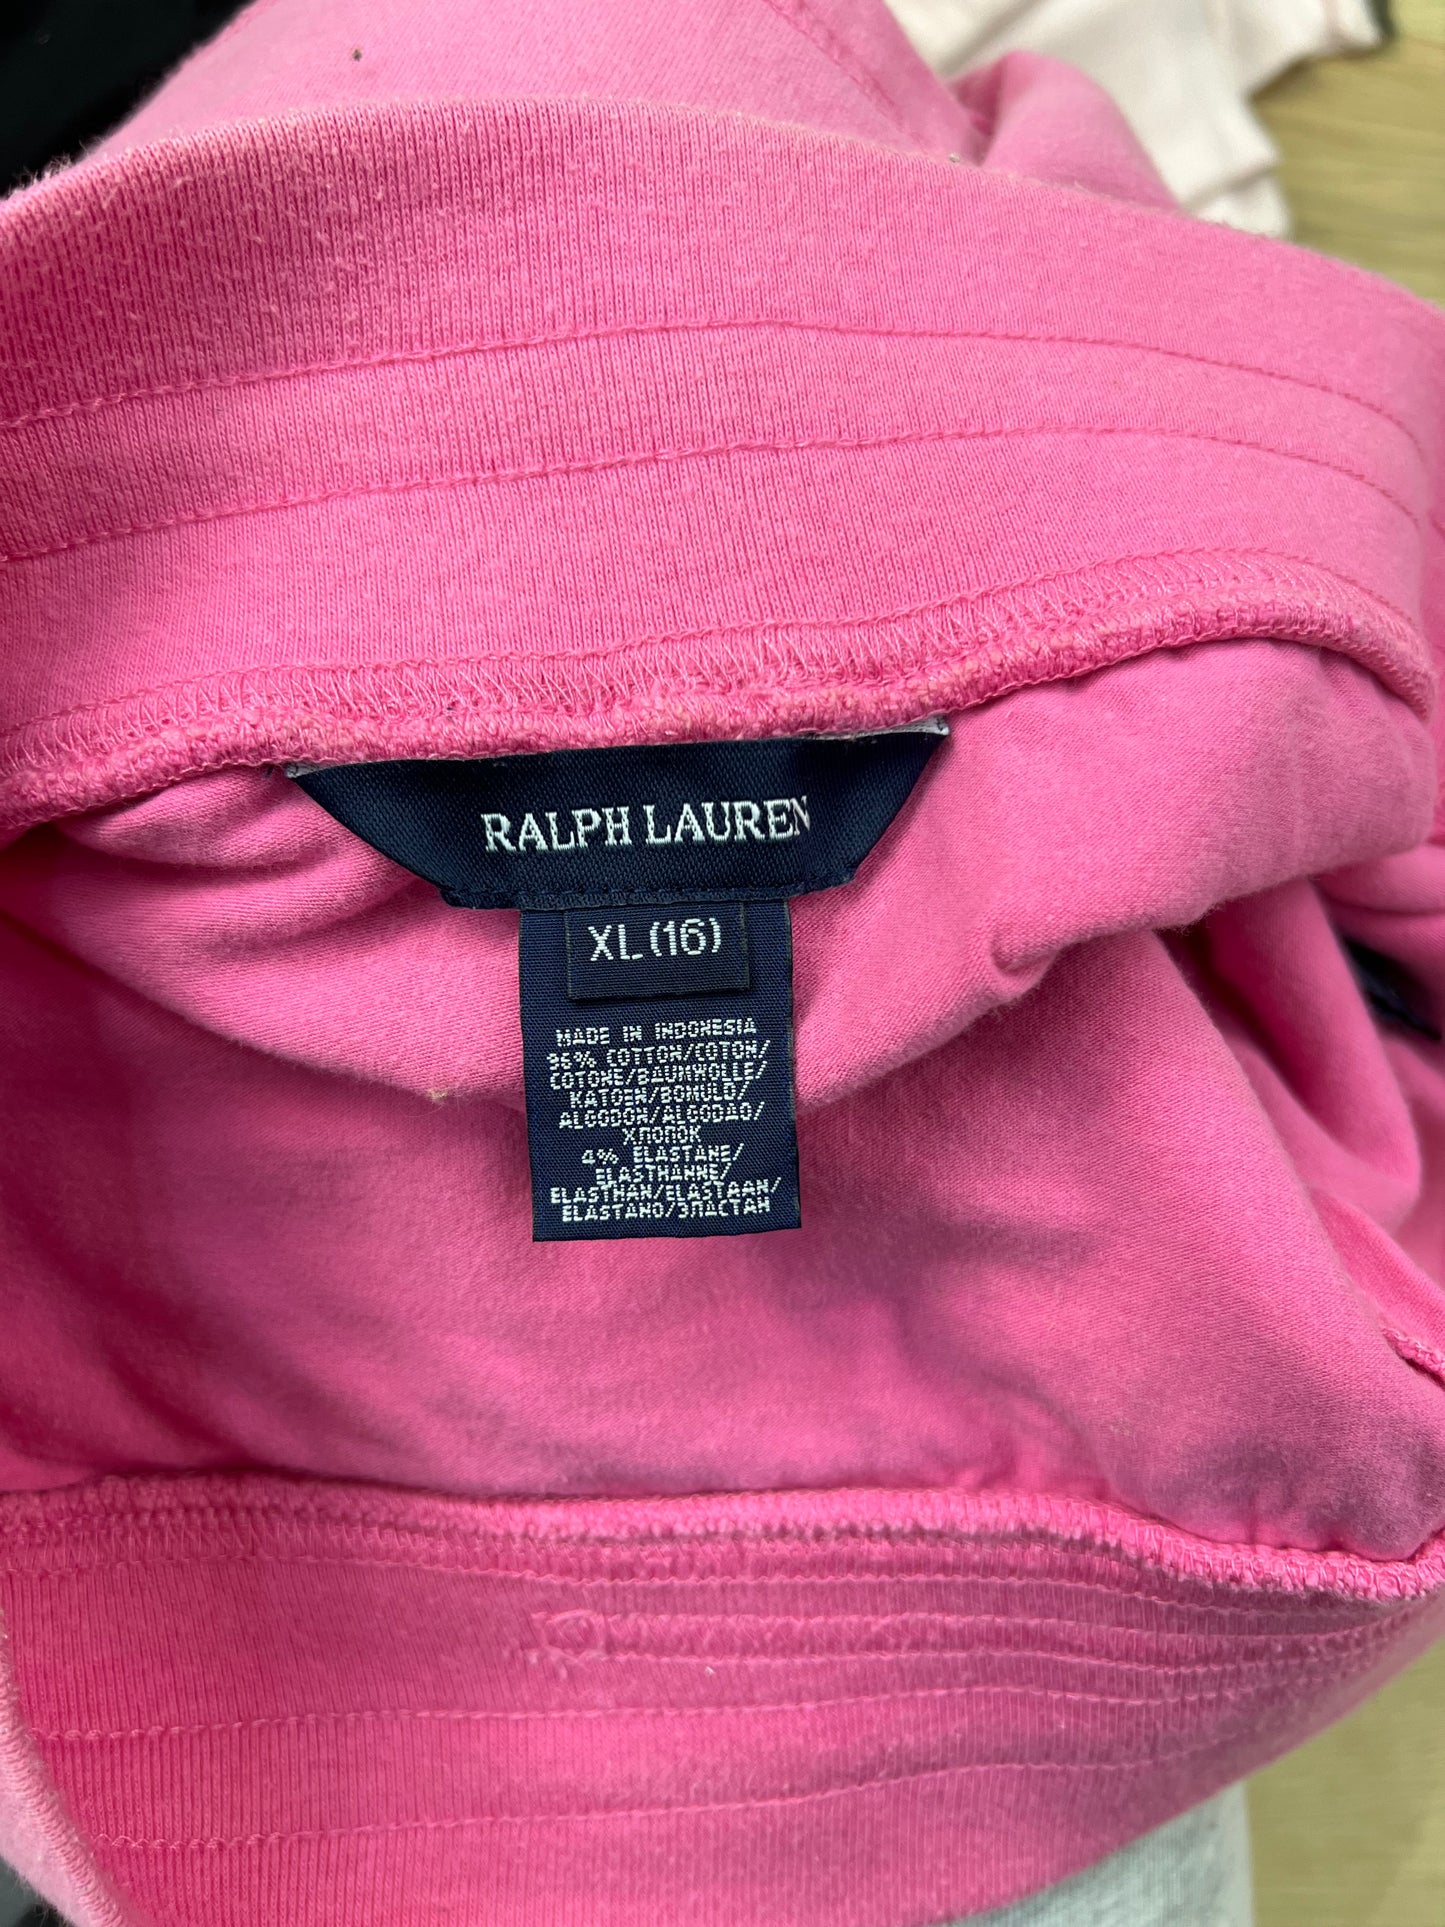 RALPH LAUREN
XL (16)
MADE IN INDONESIA
96% COTTON/COTON/
COTONE/BAUMWOLLE/
KATOEN/BOMULD/
ALGODON/ALGODAO/
ХЛОПОК
4% ELASTANE/
ELASTHANNE/
ELASTHAN/ELASTAAN/
ELASTANO/ЭЛАСТАН